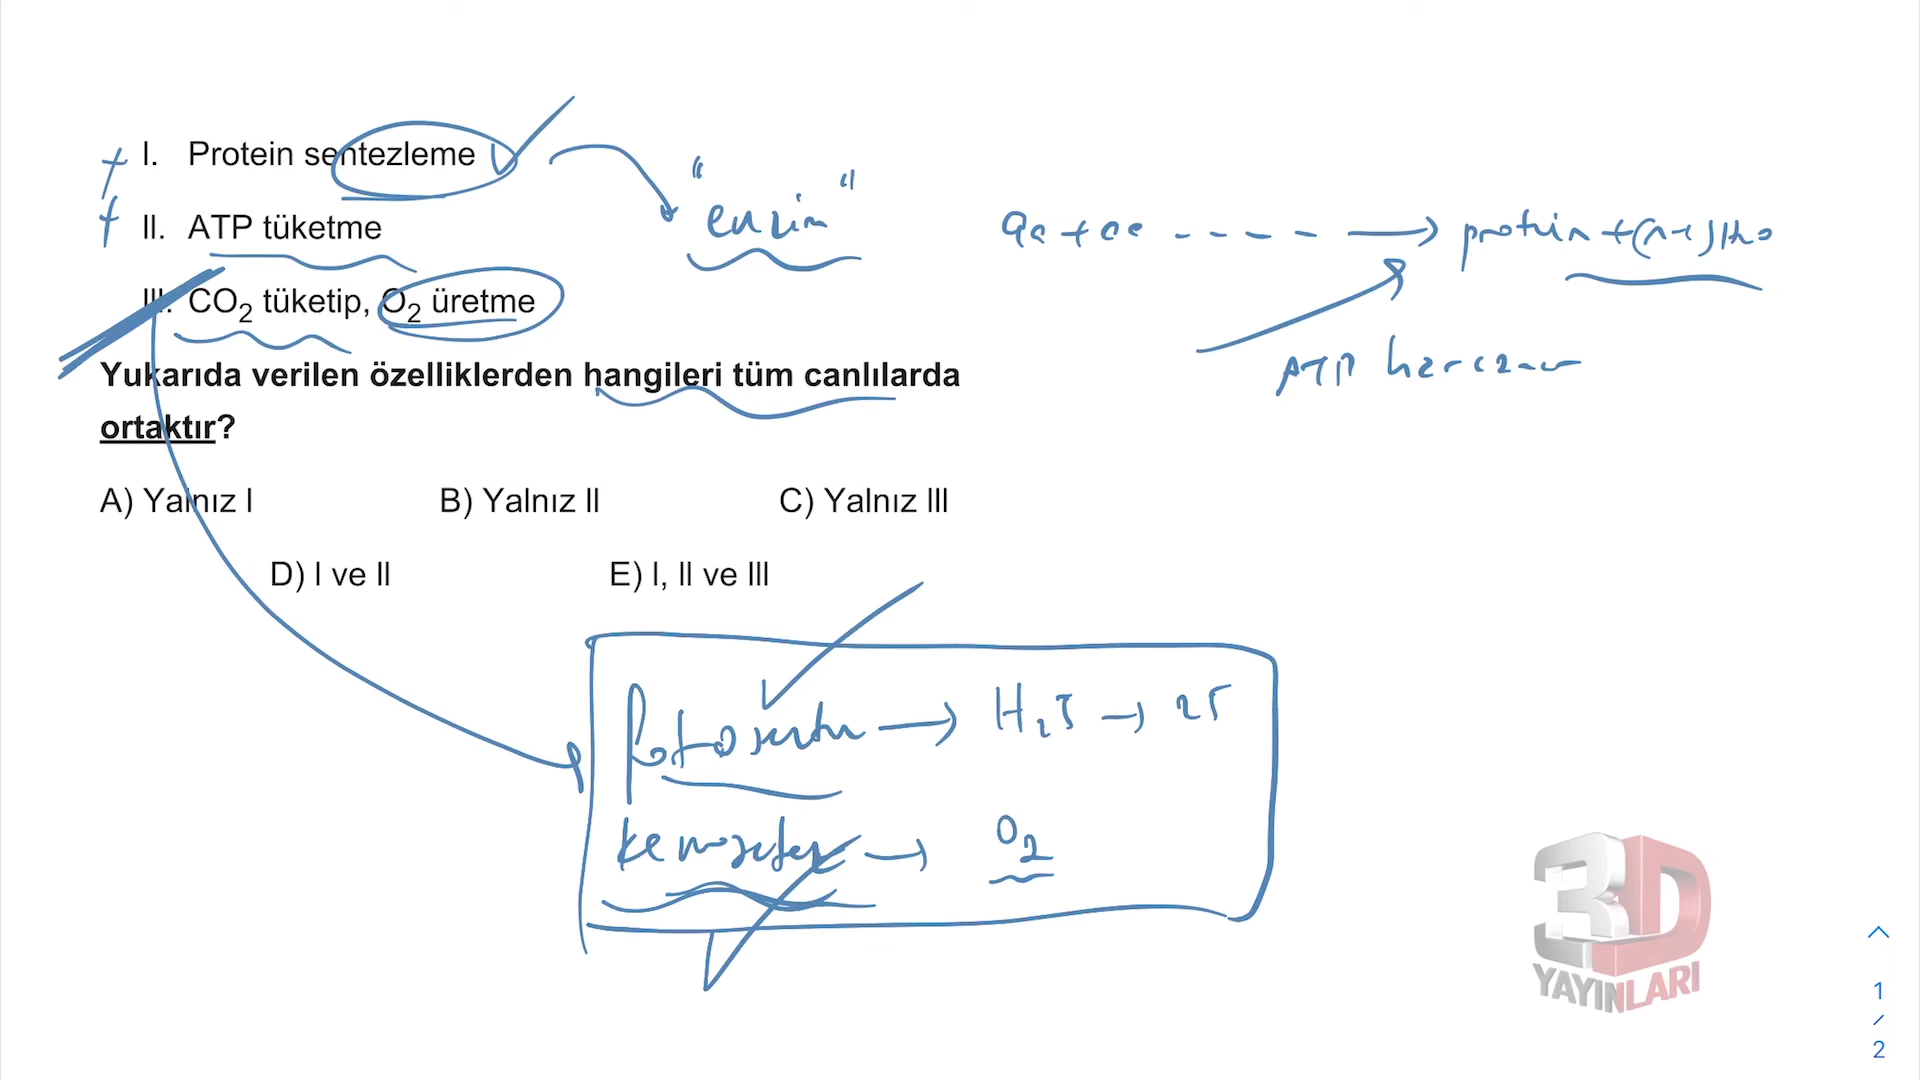 I. Protein sentezleme
II. ATP tüketme
III. CO2 tüketip, O2 üretme
Yukarıda verilen özelliklerden hangileri tüm canlılarda
ortaktır?
A) Yalnız I B) Yalnız II C) Yalnız III
D) I ve II E) I, II ve III
"enzim"
protein
ATP harcanır
H2S → 2S
→ O2
3D
YAYINLARI
1
/
2